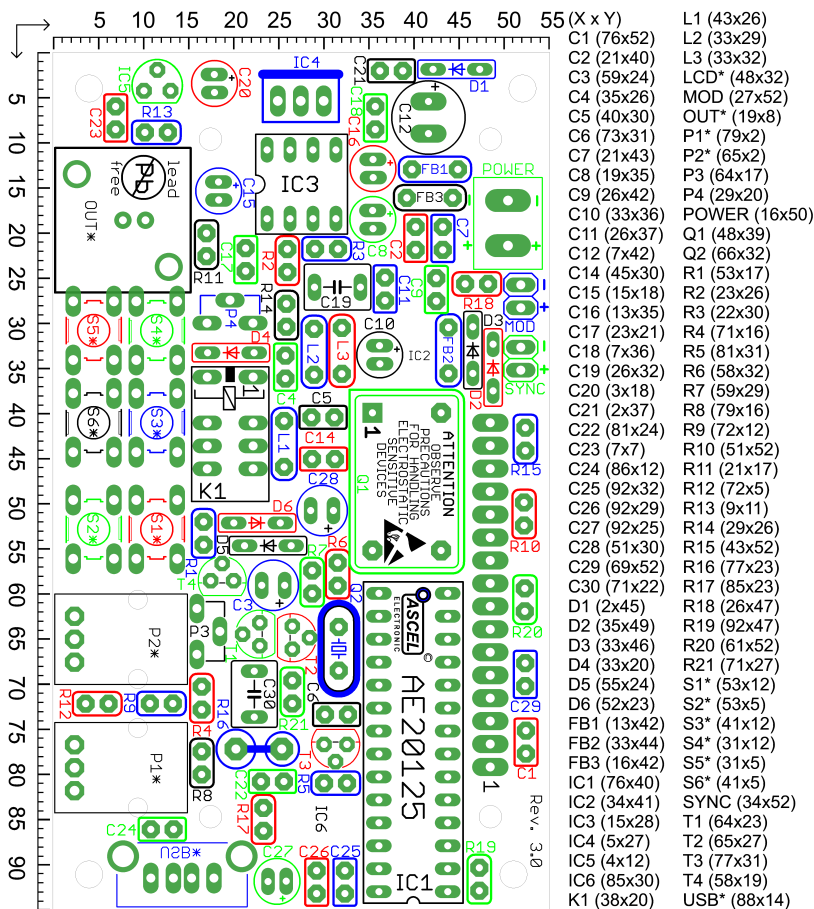 5 10 15 20 25 30 35 40 45 50 55
5
10
15
20
25
30
35
40
45
50
55
60
65
70
75
80
85
90
IC5
C20
IC4
C21
D1
C23
R13
C18
C12
C16
lead
free
Pb
OUT*
C15
IC3
FB1
POWER
FB3
C8
C2
C7
R11
C17
R2
R3
C19
C11
C9
R18
MOD
S5*
S4*
P4
R14
C10
D3
D4
L2
L3
IC2
FB2
D2
SYNC
C4
S6*
S3*
K1
1
L1
C5
C14
C28
Q1
1
ATTENTION
OBSERVE
PRECAUTIONS
FOR HANDLING
ELECTROSTATIC
SENSITIVE
DEVICES
R15
S2*
S1*
R1
D6
D5
R7
R6
R10
T4
C3
Q2
ASCEL
ELECTRONIC
©
R20
P2*
P3
T1
T2
C29
R12
R9
R4
R16
C30
R21
C6
AE20125
P1*
R8
T3
C1
1
C22
R5
R17
IC6
Rev. 3.0
C24
USB*
C27
C26
C25
IC1
R19
(X x Y)
C1 (76x52)
C2 (21x40)
C3 (59x24)
C4 (35x26)
C5 (40x30)
C6 (73x31)
C7 (21x43)
C8 (19x35)
C9 (26x42)
C10 (33x36)
C11 (26x37)
C12 (7x42)
C14 (45x30)
C15 (15x18)
C16 (13x35)
C17 (23x21)
C18 (7x36)
C19 (26x32)
C20 (3x18)
C21 (2x37)
C22 (81x24)
C23 (7x7)
C24 (86x12)
C25 (92x32)
C26 (92x29)
C27 (92x25)
C28 (51x30)
C29 (69x52)
C30 (71x22)
D1 (2x45)
D2 (35x49)
D3 (33x46)
D4 (33x20)
D5 (55x24)
D6 (52x23)
FB1 (13x42)
FB2 (33x44)
FB3 (16x42)
IC1 (76x40)
IC2 (34x41)
IC3 (15x28)
IC4 (5x27)
IC5 (4x12)
IC6 (85x30)
K1 (38x20)
L1 (43x26)
L2 (33x29)
L3 (33x32)
LCD* (48x32)
MOD (27x52)
OUT* (19x8)
P1* (79x2)
P2* (65x2)
P3 (64x17)
P4 (29x20)
POWER (16x50)
Q1 (48x39)
Q2 (66x32)
R1 (53x17)
R2 (23x26)
R3 (22x30)
R4 (71x16)
R5 (81x31)
R6 (58x32)
R7 (59x29)
R8 (79x16)
R9 (72x12)
R10 (51x52)
R11 (21x17)
R12 (72x5)
R13 (9x11)
R14 (29x26)
R15 (43x52)
R16 (77x23)
R17 (85x23)
R18 (26x47)
R19 (92x47)
R20 (61x52)
R21 (71x27)
S1* (53x12)
S2* (53x5)
S3* (41x12)
S4* (31x12)
S5* (31x5)
S6* (41x5)
SYNC (34x52)
T1 (64x23)
T2 (65x27)
T3 (77x31)
T4 (58x19)
USB* (88x14)